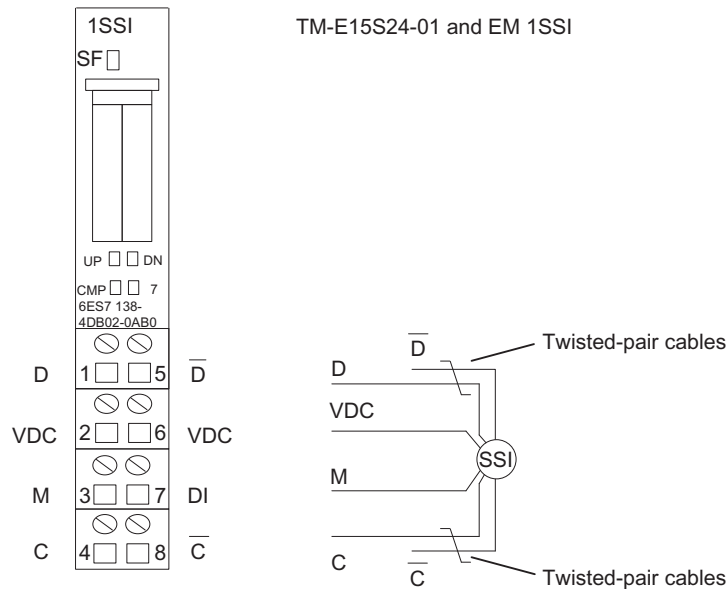 1SSI
TM-E15S24-01 and EM 1SSI
SF
UP DN
CMP 7
6ES7 138-
4DB02-0AB0
D 1 5 D̅
VDC 2 6 VDC
M 3 7 DI
C 4 8 C̅
D̅
Twisted-pair cables
D
VDC
SSI
M
C
C̅
Twisted-pair cables